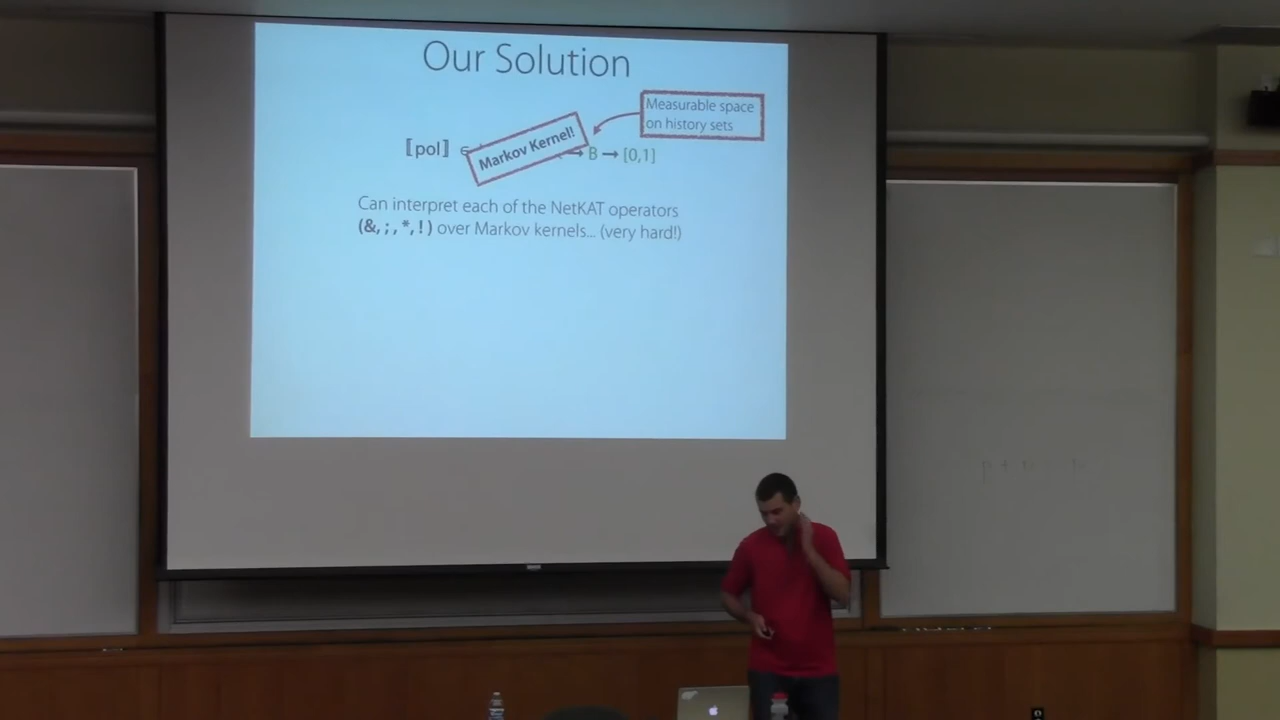 Our Solution
Measurable space
on history sets
Markov Kernel!
⟦pol⟧ ∈ → B → [0,1]
Can interpret each of the NetKAT operators
(&, ;, *, !) over Markov kernels... (very hard!)